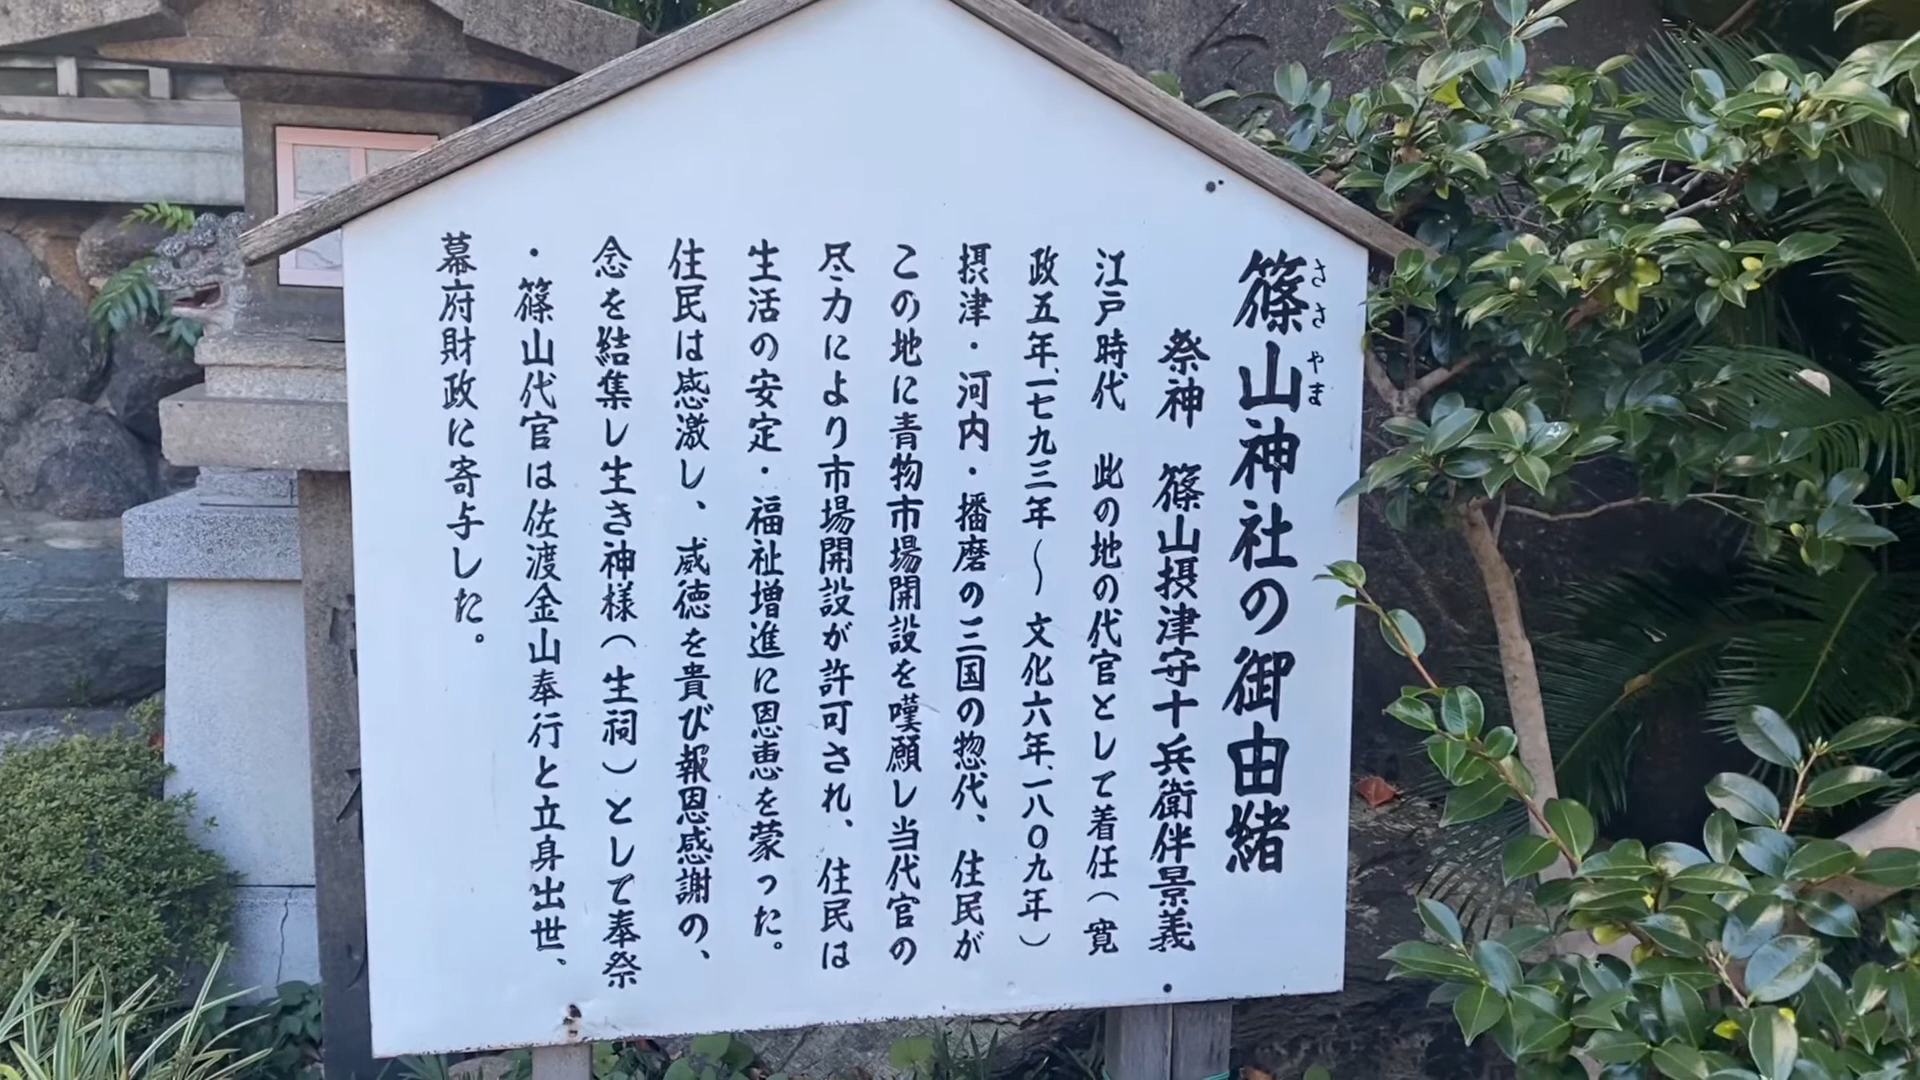 篠山神社の御由緒
ささやま
祭神 篠山摂津守十兵衛伴景義
江戸時代 此の地の代官として着任(寛
政五年、一七九三年〜文化六年、一八〇九年)
摂津・河内・播磨の三国の惣代、住民が
この地に青物市場開設を嘆願し当代官の
尽力により市場開設が許可され、住民は
生活の安定・福祉増進に恩恵を蒙った。
住民は感激し、威徳を貴び報恩感謝の、
念を結集し生き神様(生祠)として奉祭
・篠山代官は佐渡金山奉行と立身出世、
幕府財政に寄与した。